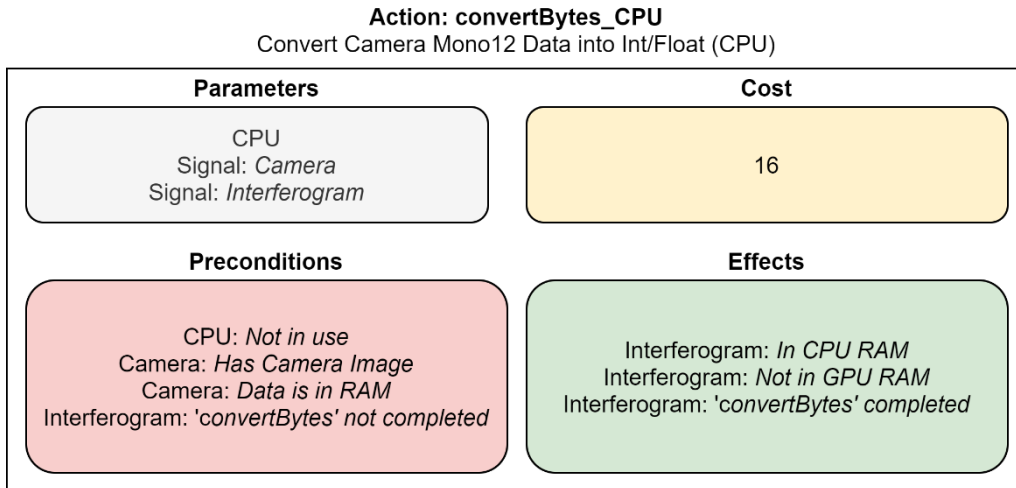 Action: convertBytes_CPU
Convert Camera Mono12 Data into Int/Float (CPU)
Parameters
CPU
Signal: Camera
Signal: Interferogram
Cost
16
Preconditions
CPU: Not in use
Camera: Has Camera Image
Camera: Data is in RAM
Interferogram: 'convertBytes' not completed
Effects
Interferogram: In CPU RAM
Interferogram: Not in GPU RAM
Interferogram: 'convertBytes' completed